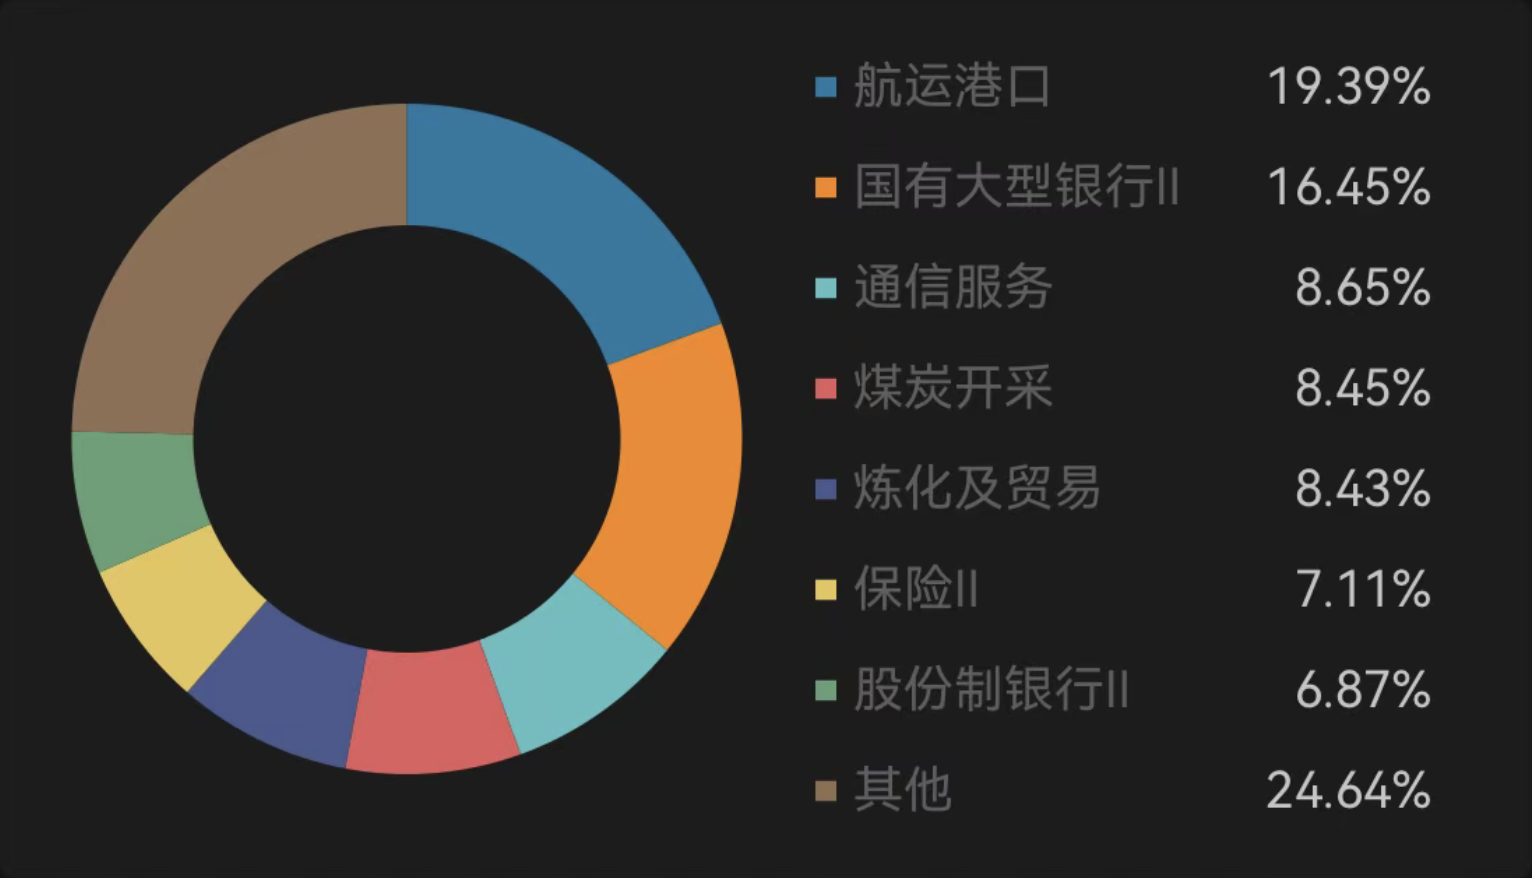 航运港口 19.39%
国有大型银行II 16.45%
通信服务 8.65%
煤炭开采 8.45%
炼化及贸易 8.43%
保险II 7.11%
股份制银行II 6.87%
其他 24.64%